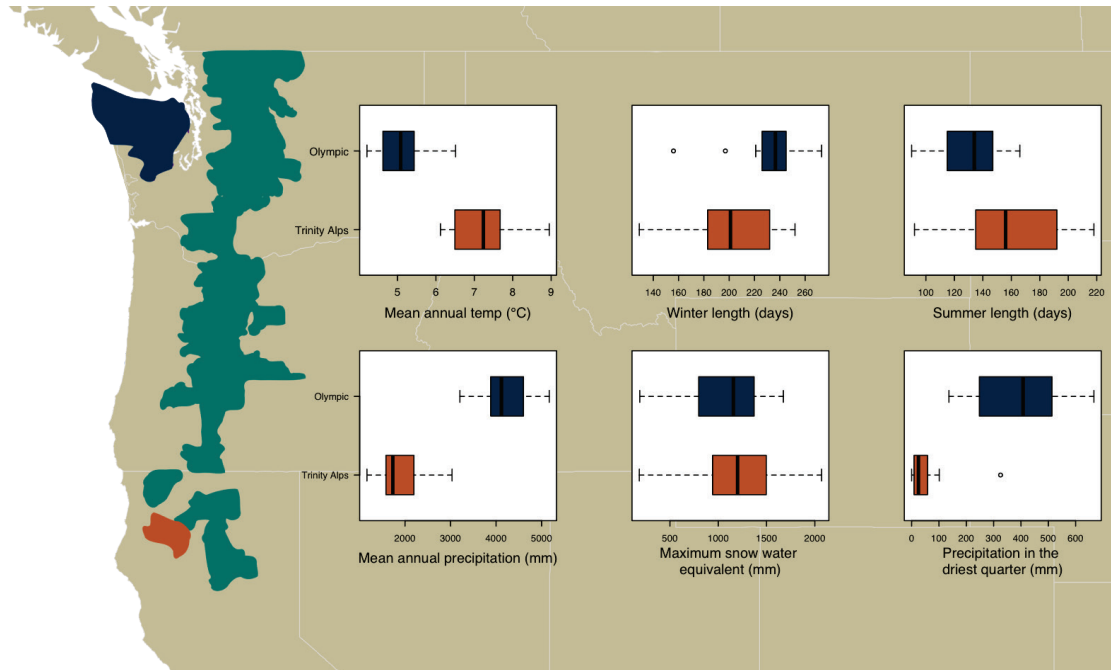 Olympic
Trinity Alps
5 6 7 8 9
Mean annual temp (°C)
140 160 180 200 220 240 260
Winter length (days)
100 120 140 160 180 200 220
Summer length (days)
Olympic
Trinity Alps
2000 3000 4000 5000
Mean annual precipitation (mm)
500 1000 1500 2000
Maximum snow water
equivalent (mm)
0 100 200 300 400 500 600
Precipitation in the
driest quarter (mm)